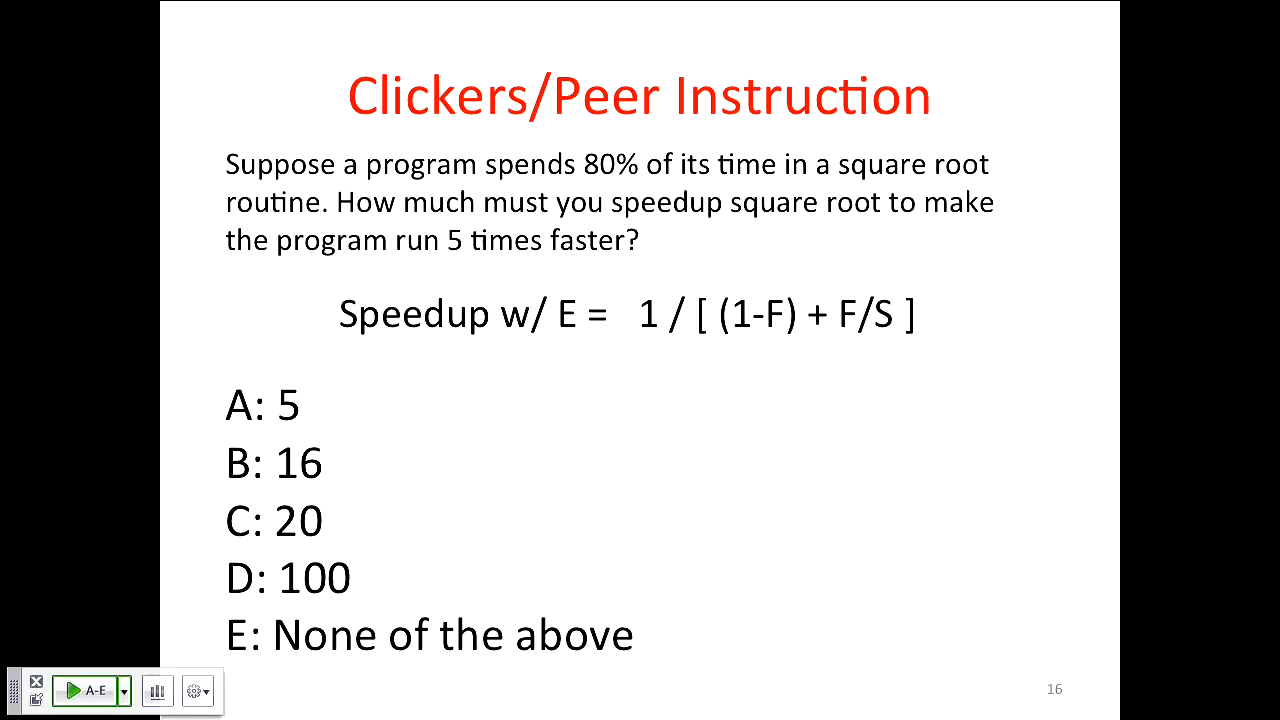 Clickers/Peer Instruction
Suppose a program spends 80% of its time in a square root
routine. How much must you speedup square root to make
the program run 5 times faster?
Speedup w/ E = 1 / [ (1-F) + F/S ]
A: 5
B: 16
C: 20
D: 100
E: None of the above
A-E
16